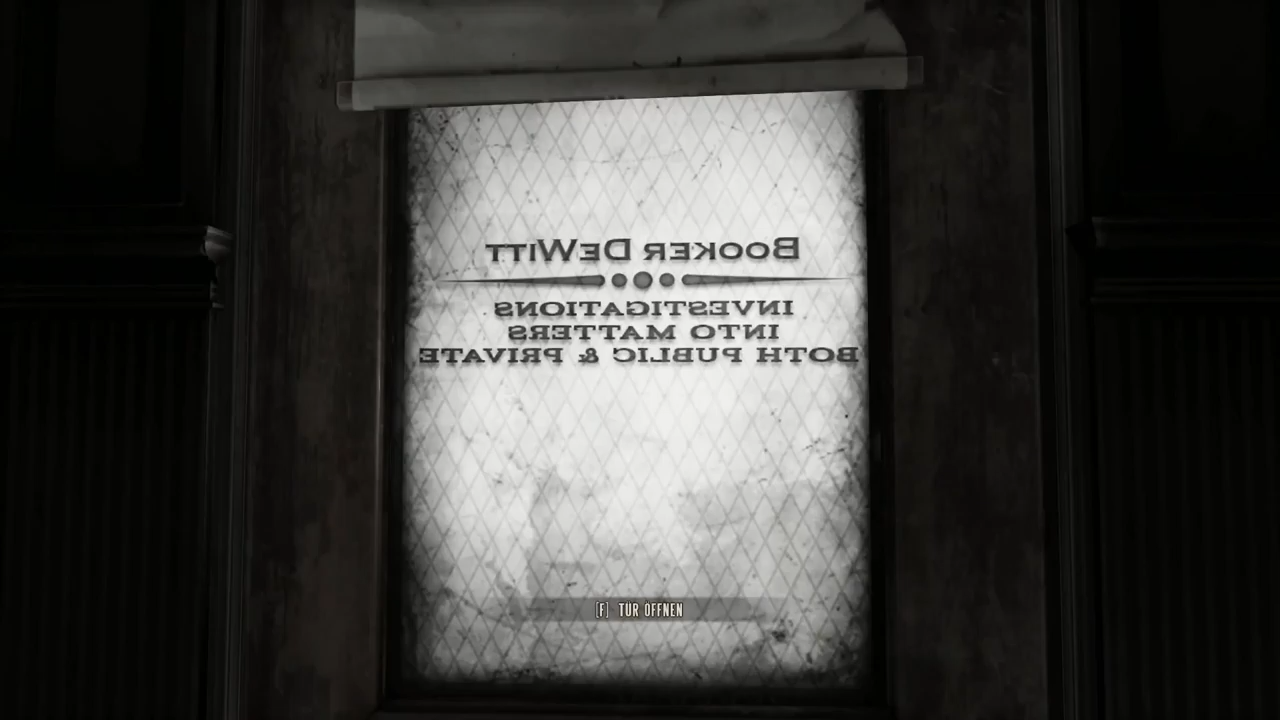 Booker DeWitt
INVESTIGATIONS
INTO MATTERS
BOTH PUBLIC & PRIVATE
[F] TÜR ÖFFNEN